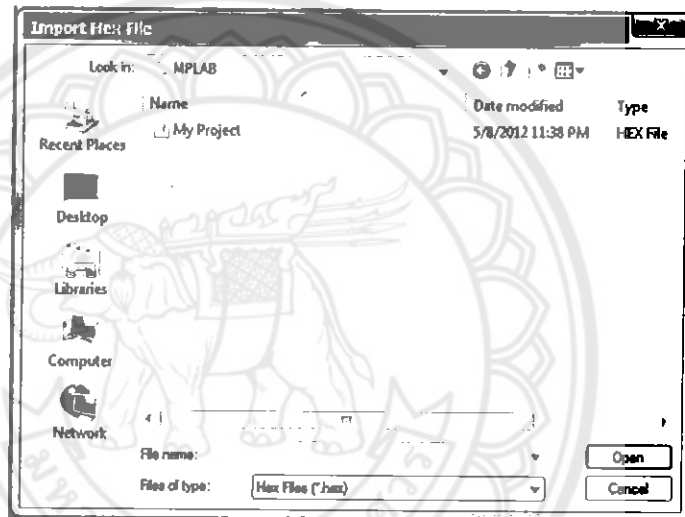 Import Hex File
Look in: MPLAB
Name Date modified Type
My Project 5/8/2012 11:38 PM HEX File
Recent Places
Desktop
Libraries
Computer
Network
File name:
Open
Files of type: Hex Files (*.hex)
Cancel